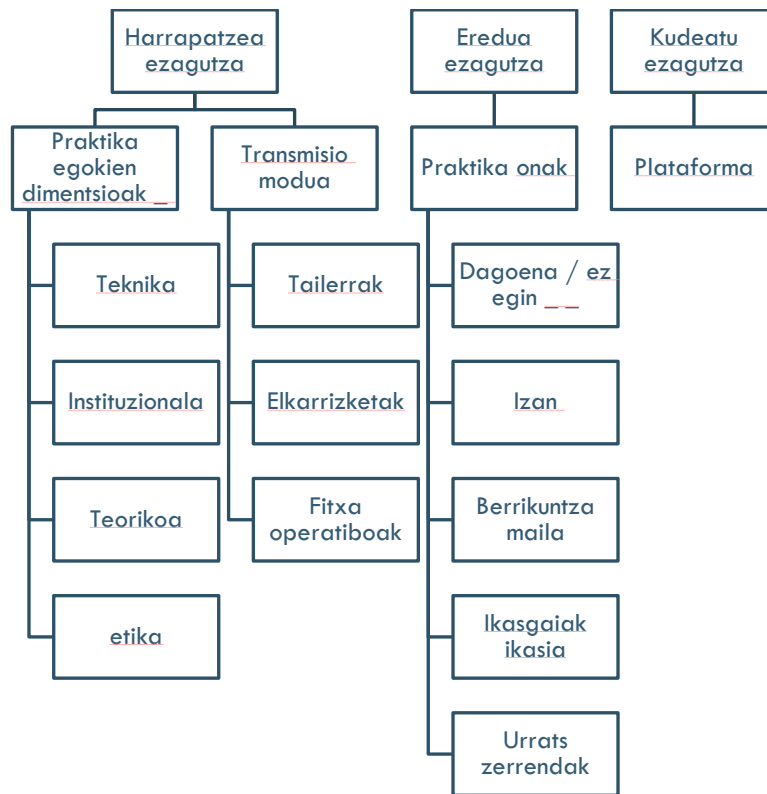 Harrapatzea
ezagutza
Eredua
ezagutza
Kudeatu
ezagutza
Praktika
egokien
dimentsioak _
Transmisio
modua
Praktika onak
Plataforma
Teknika
Instituzionala
Teorikoa
etika
Tailerrak
Elkarrizketak
Fitxa
operatiboak
Dagoena / ez
egin _ _
Izan
Berrikuntza
maila
Ikasgaiak
ikasia
Urrats
zerrendak